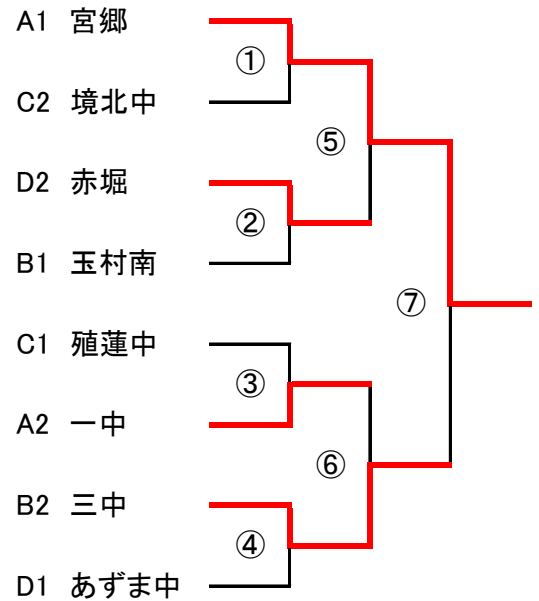 A1 宮郷
①
C2 境北中
⑤
D2 赤堀
②
B1 玉村南
⑦
C1 殖蓮中
③
A2 一中
⑥
B2 三中
④
D1 あずま中